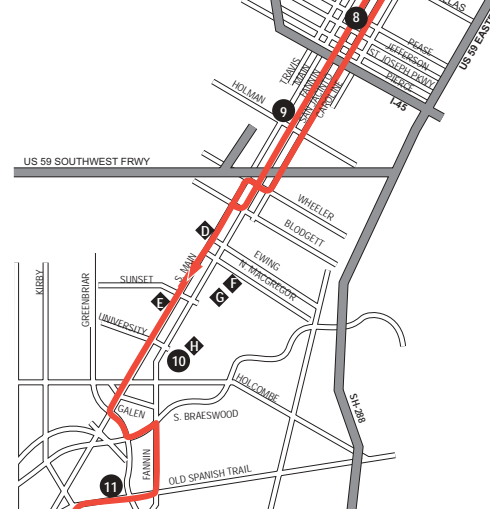 8
PEASE
JEFFERSON
ST. JOSEPH PKWY
PIERCE
US 59 EAST
I-45
TRAVIS
MAIN
FANNIN
SAN JACINTO
CAROLINE
HOLMAN
9
US 59 SOUTHWEST FRWY
WHEELER
BLODGETT
D
EWING
N. MACGREGOR
S. MAIN
F
G
E
SUNSET
KIRBY
GREENBRIAR
UNIVERSITY
H
10
HOLCOMBE
SH-288
GALEN
S. BRAESWOOD
FANNIN
OLD SPANISH TRAIL
11